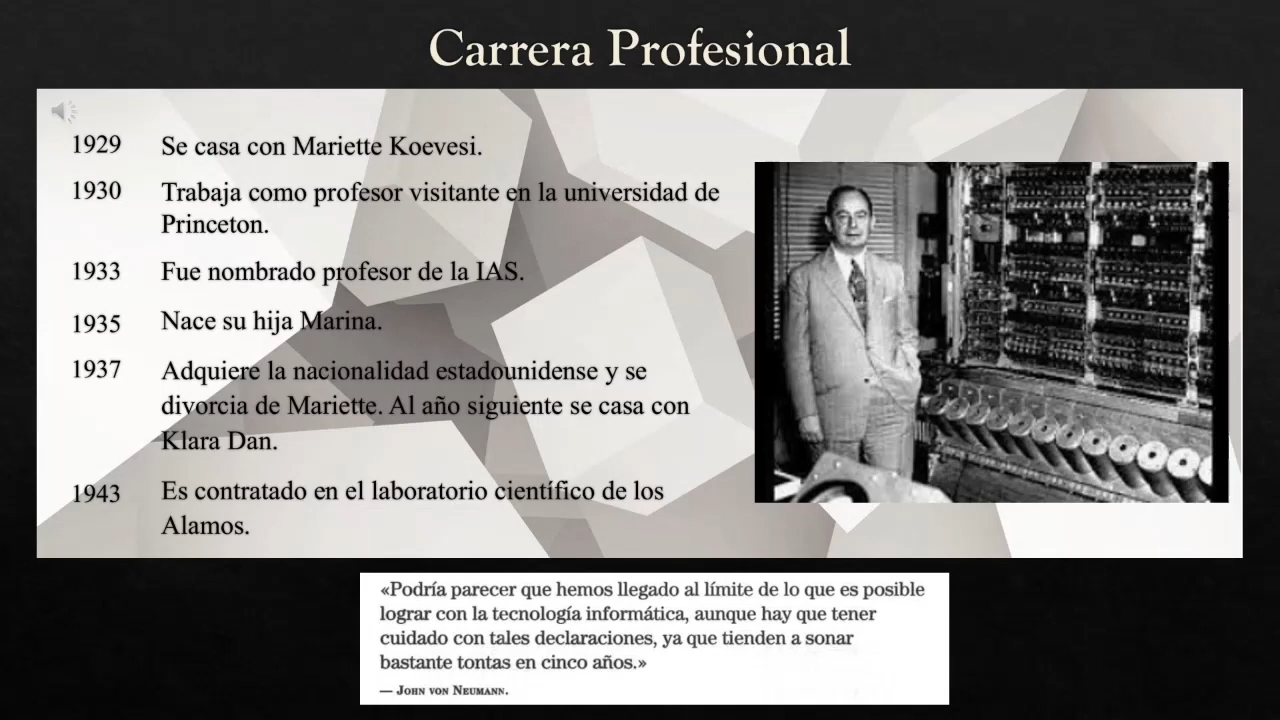 Carrera Profesional
1929 Se casa con Mariette Koevesi.
1930 Trabaja como profesor visitante en la universidad de
Princeton.
1933 Fue nombrado profesor de la IAS.
1935 Nace su hija Marina.
1937 Adquiere la nacionalidad estadounidense y se
divorcia de Mariette. Al año siguiente se casa con
Klara Dan.
1943 Es contratado en el laboratorio científico de los
Alamos.
«Podría parecer que hemos llegado al límite de lo que es posible
lograr con la tecnología informática, aunque hay que tener
cuidado con tales declaraciones, ya que tienden a sonar
bastante tontas en cinco años.»
— John von Neumann.